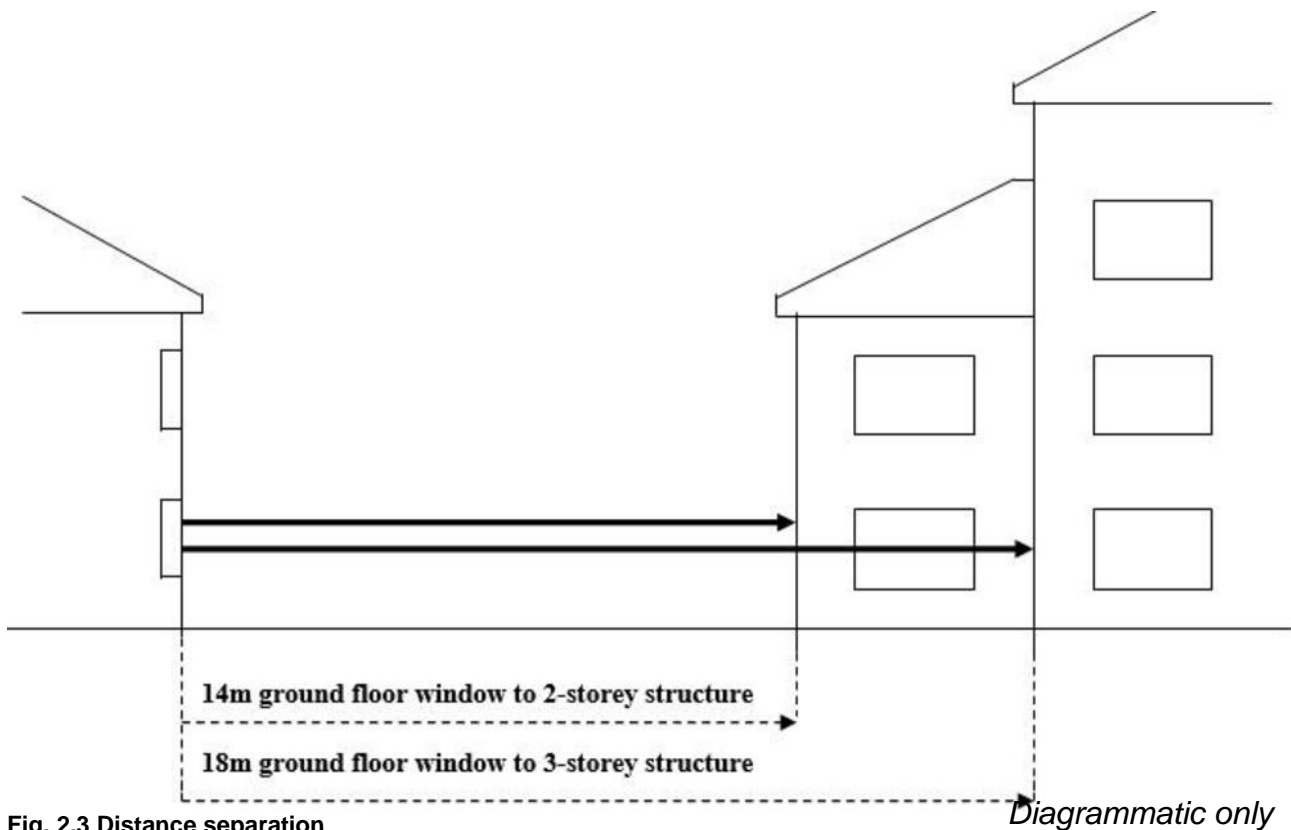 14m ground floor window to 2-storey structure
18m ground floor window to 3-storey structure
Diagrammatic only
Fig. 2.3 Distance separation